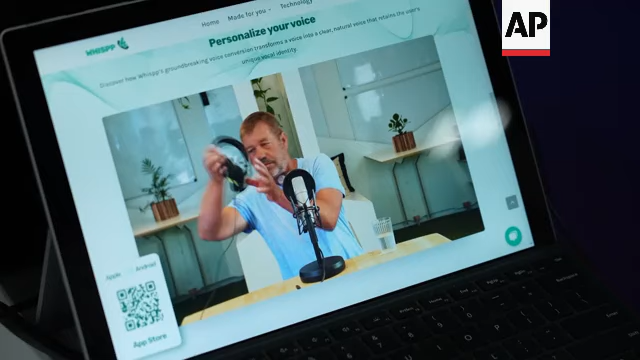 AP
Home Made for you Technology
WHISPP
Personalize your voice
Discover how Whispp's groundbreaking voice conversion transforms a voice into a clear, natural voice that retains the user's
unique vocal identity.
Apple Android
App Store